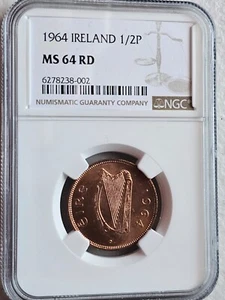 1964 IRELAND 1/2P
MS 64 RD
6278238-002
NUMISMATIC GUARANTY COMPANY
NGC
éire 1964